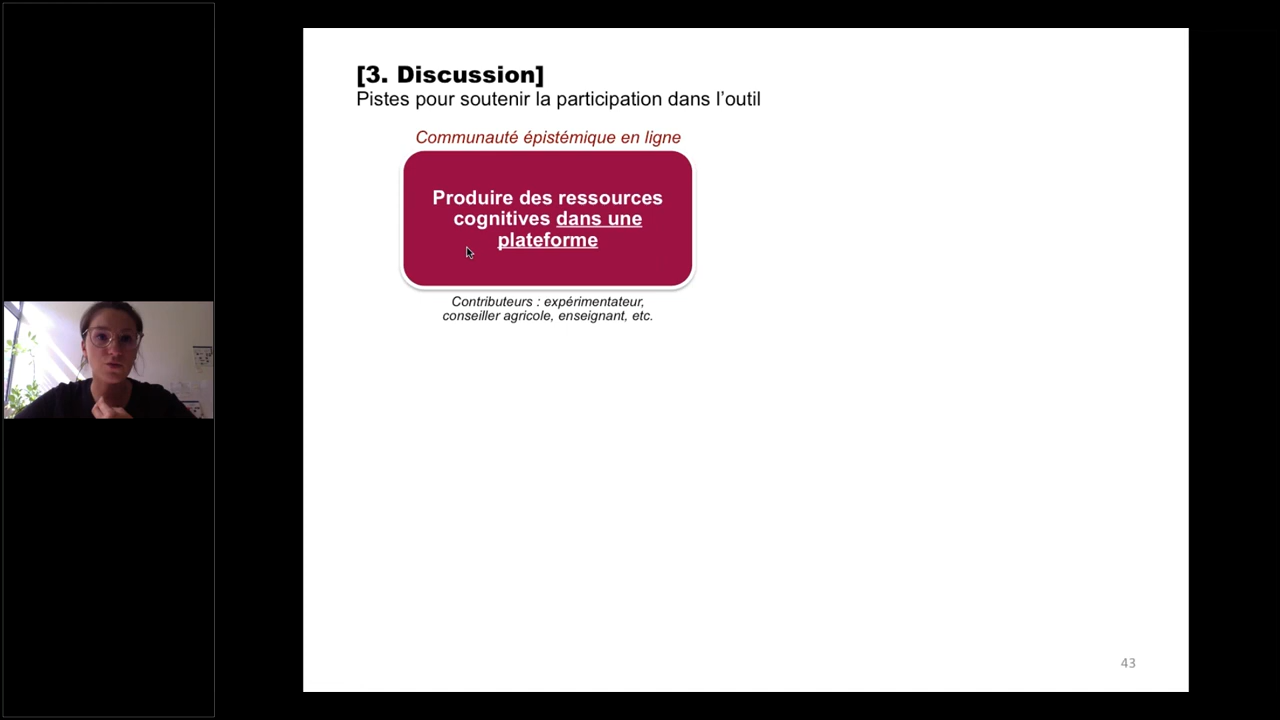 [3. Discussion]
Pistes pour soutenir la participation dans l’outil
Communauté épistémique en ligne
Produire des ressources
cognitives dans une
plateforme
Contributeurs : expérimentateur,
conseiller agricole, enseignant, etc.
43